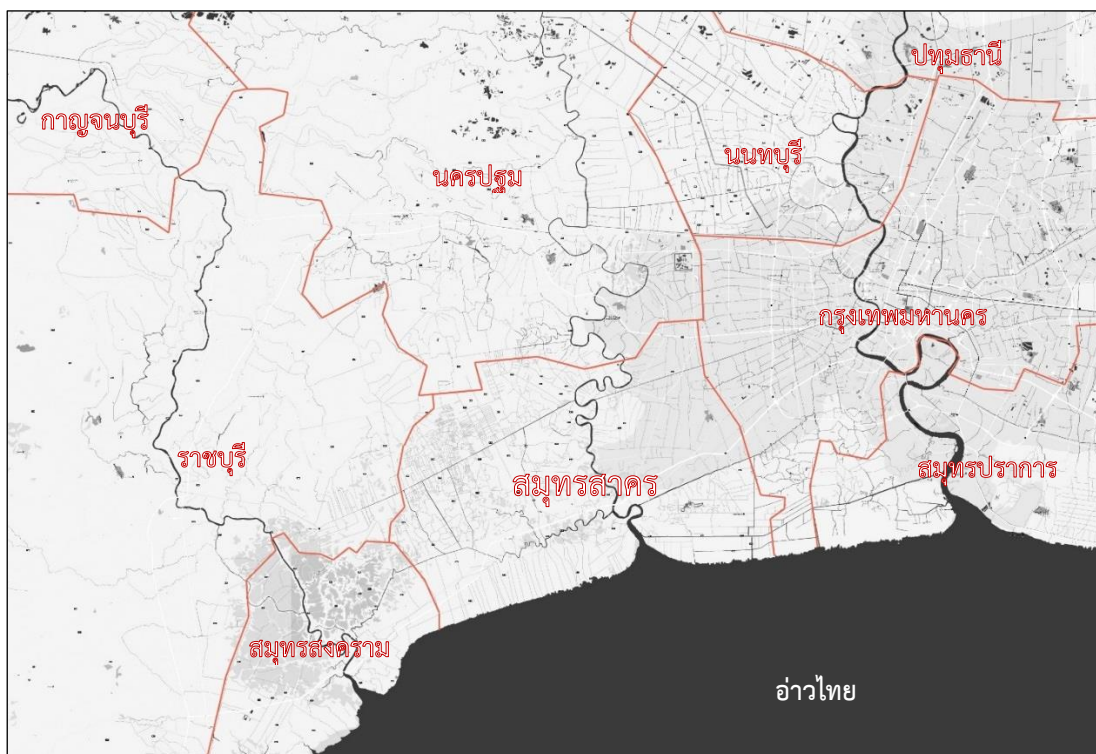 ปทุมธานี
กาญจนบุรี
นนทบุรี
นครปฐม
กรุงเทพมหานคร
ราชบุรี
สมุทรปราการ
สมุทรสาคร
สมุทรสงคราม
อ่าวไทย